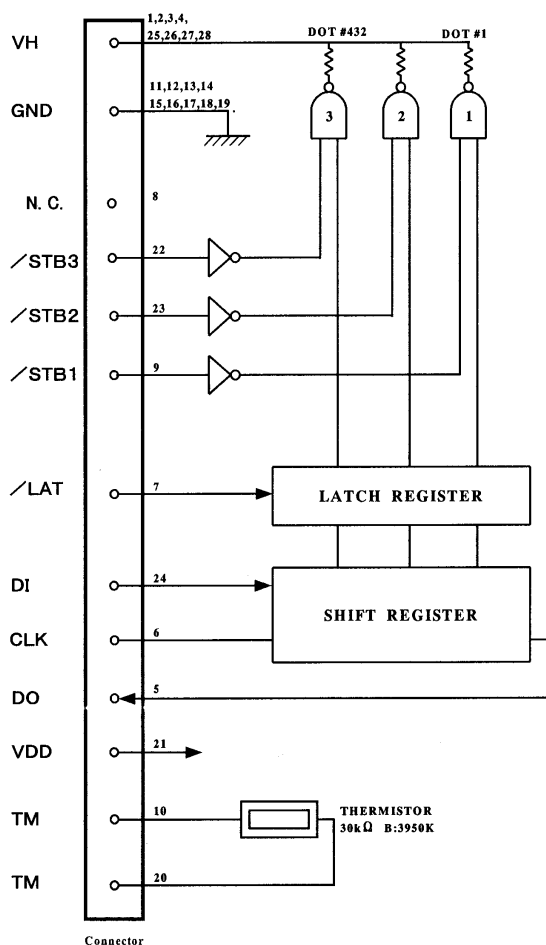 1,2,3,4,
VH 25,26,27,28 DOT #432 DOT #1
11,12,13,14
GND 15,16,17,18,19
3 2 1
N. C. 8
/STB3 22
/STB2 23
/STB1 9
/LAT 7 LATCH REGISTER
DI 24
SHIFT REGISTER
CLK 6
DO 5
VDD 21
TM 10 THERMISTOR
30kΩ B:3950K
TM 20
Connector